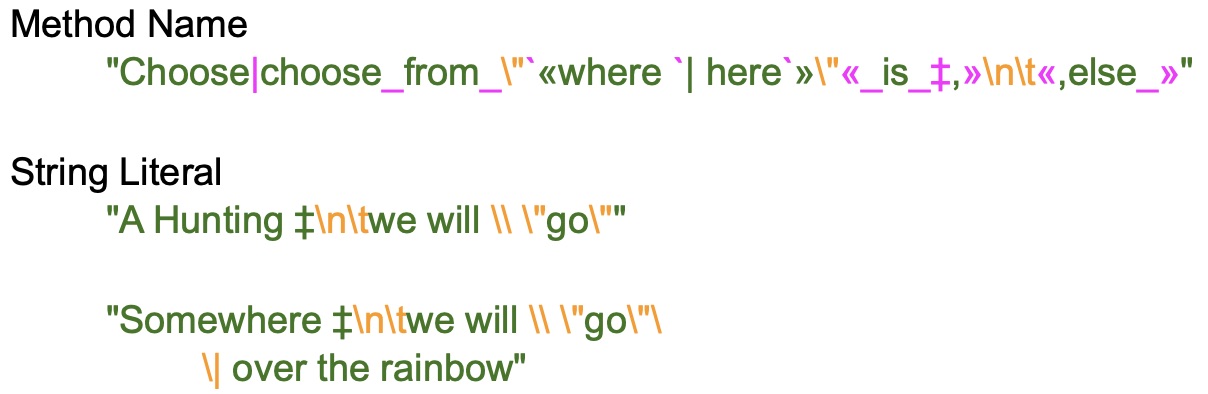 Method Name
"Choose|choose_from_\"`«where `| here`»\"«_is_‡,»\n\t«,else_»"
String Literal
"A Hunting ‡\n\twe will \\ \"go\""
"Somewhere ‡\n\twe will \\ \"go\"\
\| over the rainbow"